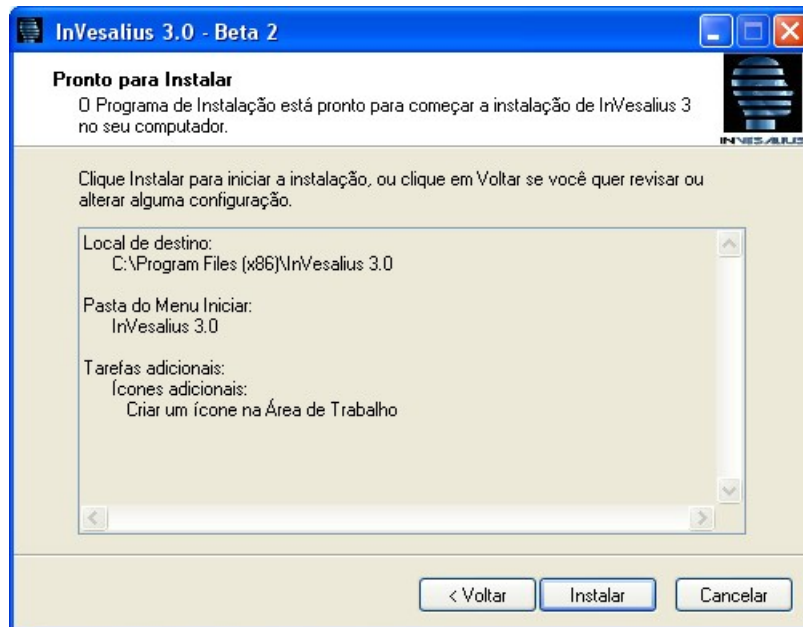 InVesalius 3.0 - Beta 2
Pronto para Instalar
O Programa de Instalação está pronto para começar a instalação de InVesalius 3
no seu computador.
INVESALIUS
Clique Instalar para iniciar a instalação, ou clique em Voltar se você quer revisar ou
alterar alguma configuração.
Local de destino:
C:\Program Files (x86)\InVesalius 3.0
Pasta do Menu Iniciar:
InVesalius 3.0
Tarefas adicionais:
Ícones adicionais:
Criar um ícone na Área de Trabalho
< Voltar
Instalar
Cancelar